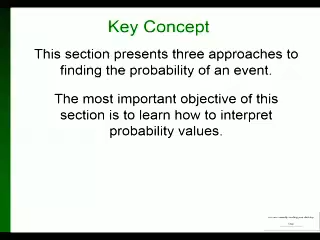 Key Concept
This section presents three approaches to
finding the probability of an event.
The most important objective of this
section is to learn how to interpret
probability values.